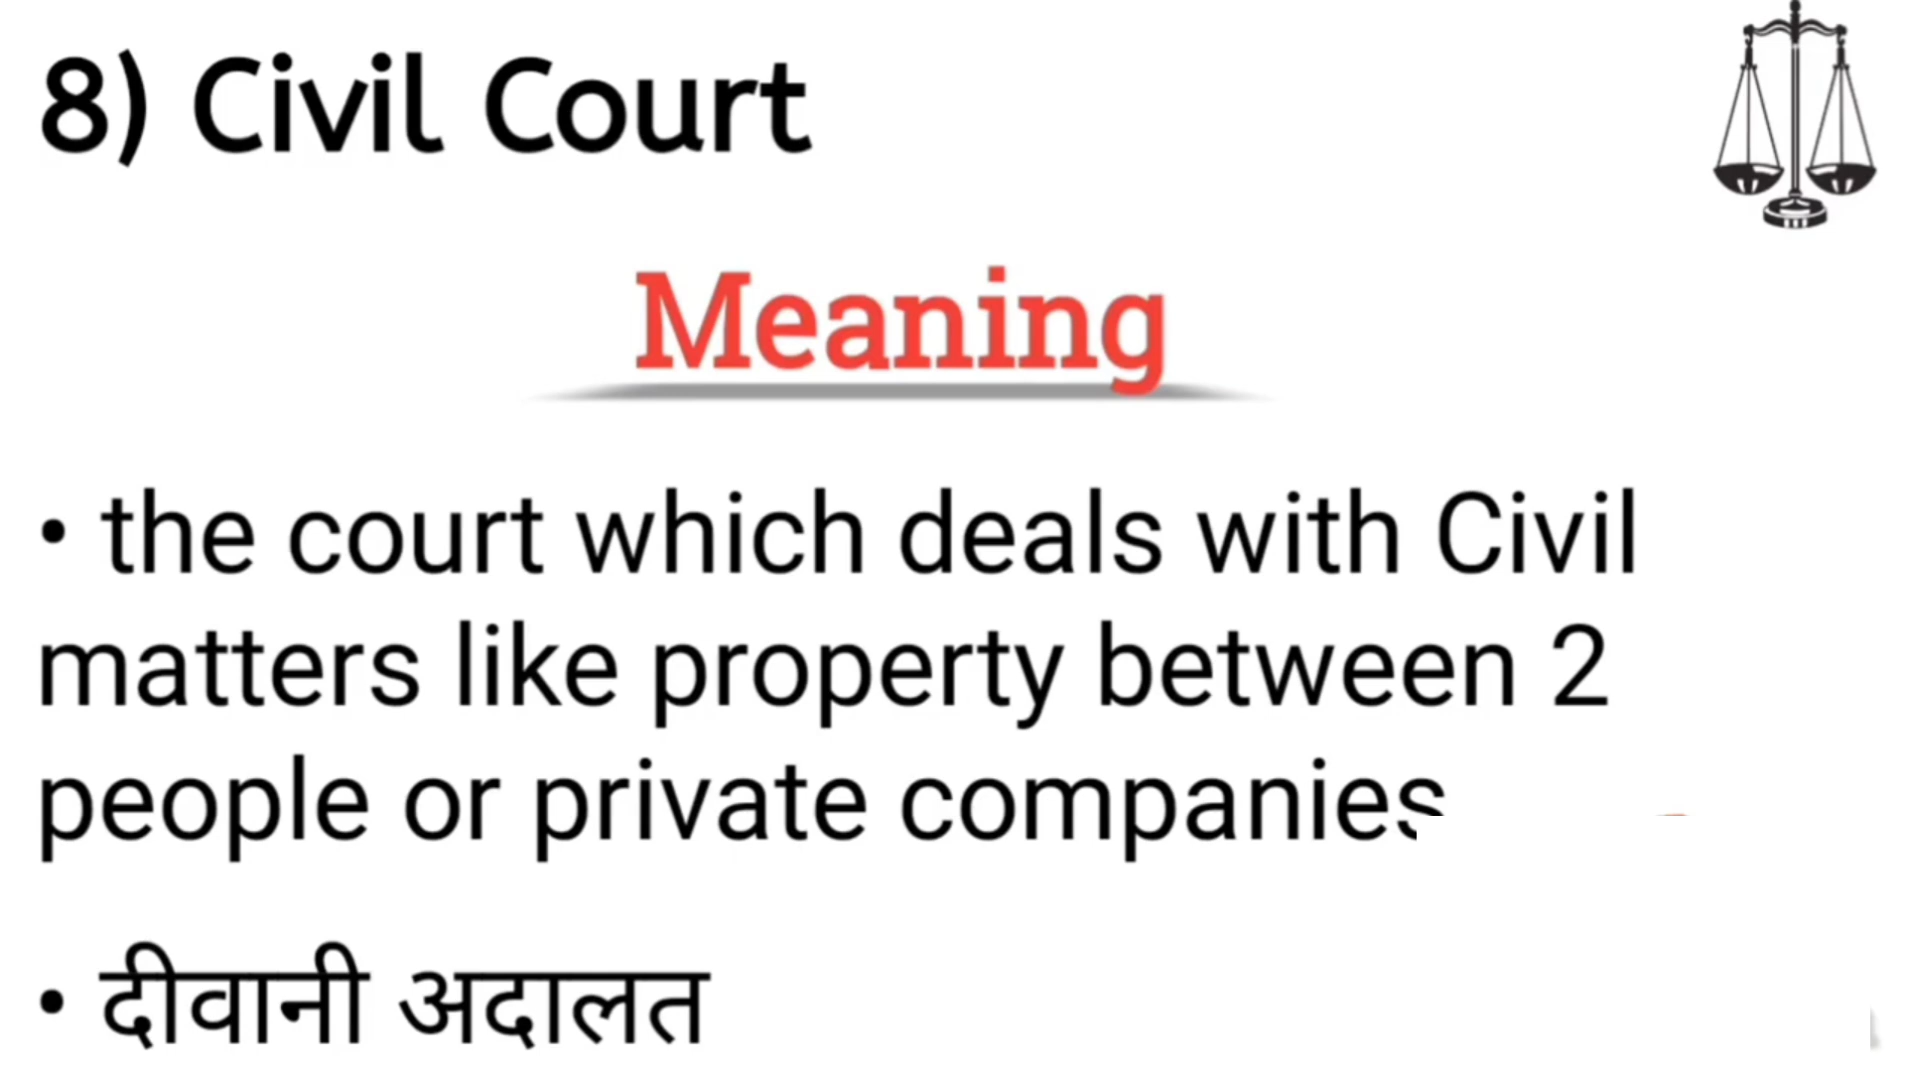 8) Civil Court
Meaning
• the court which deals with Civil
matters like property between 2
people or private companies
• दीवानी अदालत